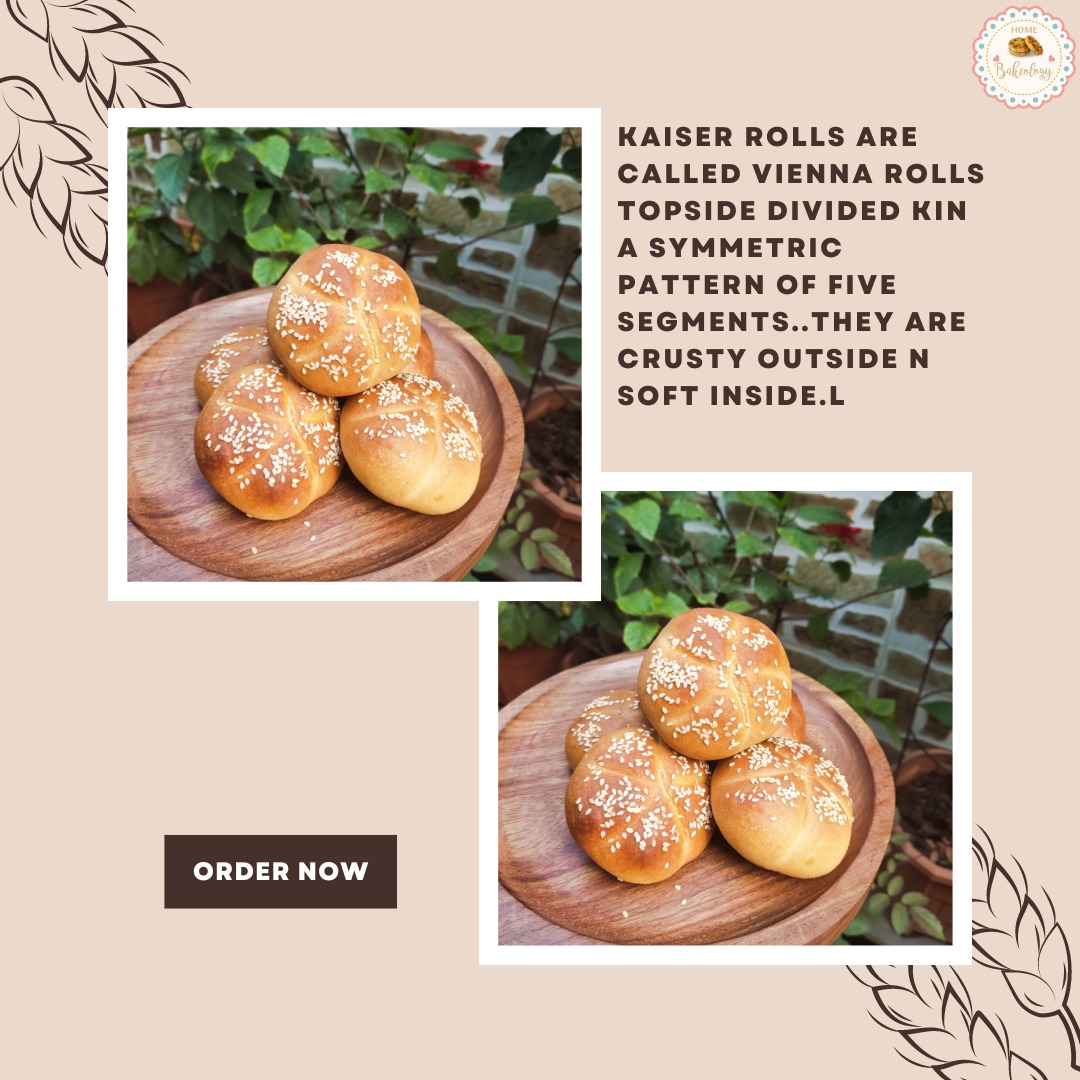 HOME
Bakeology
KAISER ROLLS ARE
CALLED VIENNA ROLLS
TOPSIDE DIVIDED KIN
A SYMMETRIC
PATTERN OF FIVE
SEGMENTS..THEY ARE
CRUSTY OUTSIDE N
SOFT INSIDE.L
ORDER NOW